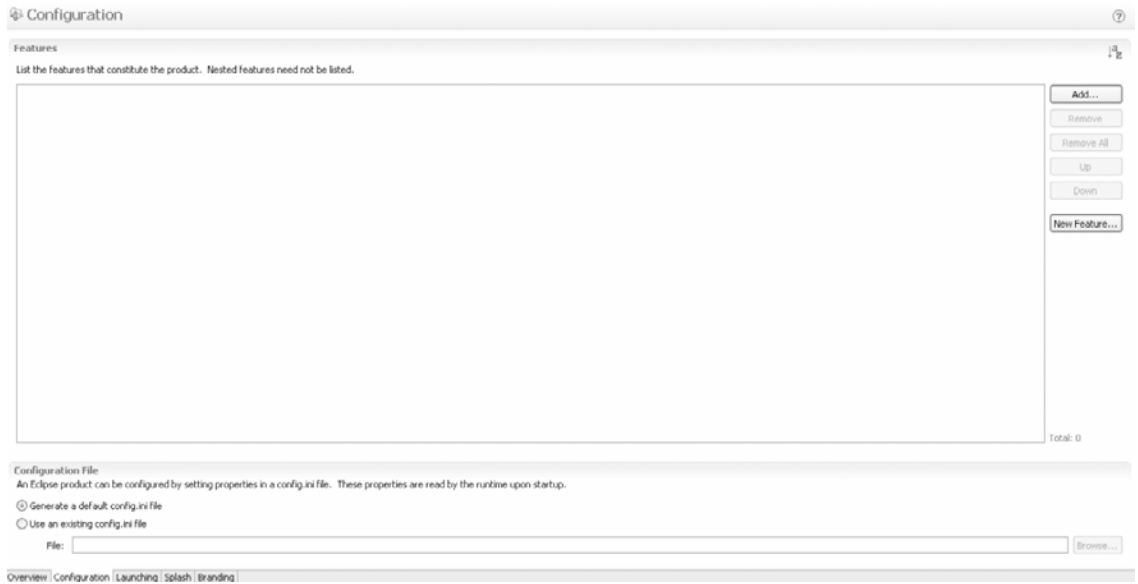 Configuration
Features
List the features that constitute the product. Nested features need not be listed.
Add...
Remove
Remove All
Up
Down
New Feature...
Total: 0
Configuration File
An Eclipse product can be configured by setting properties in a config.ini file. These properties are read by the runtime upon startup.
Generate a default config.ini file
Use an existing config.ini file
File:
Browse...
Overview Configuration Launching Splash Branding